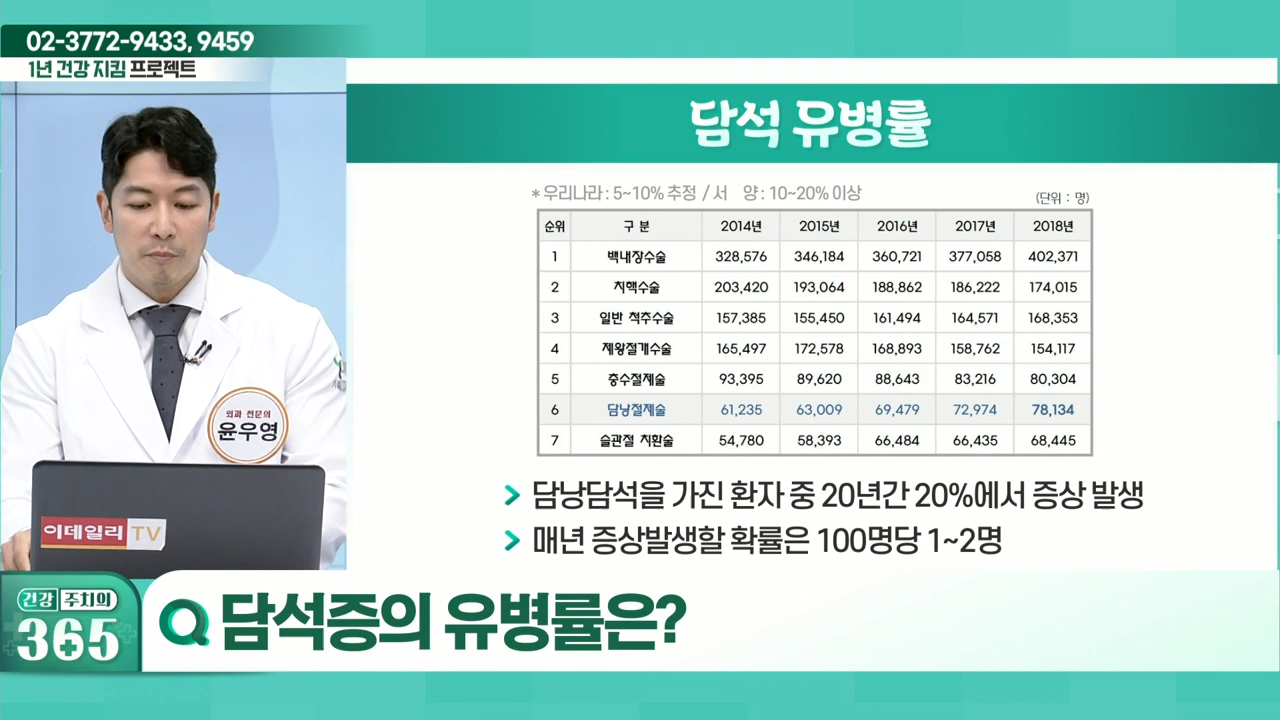 02-3772-9433, 9459
1년 건강 지킴 프로젝트
담석 유병률
* 우리나라 : 5~10% 추정 / 서 양 : 10~20% 이상
(단위 : 명)
순위 구 분 2014년 2015년 2016년 2017년 2018년
1 백내장수술 328,576 346,184 360,721 377,058 402,371
2 치핵수술 203,420 193,064 188,862 186,222 174,015
3 일반 척추수술 157,385 155,450 161,494 164,571 168,353
4 제왕절개수술 165,497 172,578 168,893 158,762 154,117
5 충수절제술 93,395 89,620 88,643 83,216 80,304
6 담낭절제술 61,235 63,009 69,479 72,974 78,134
7 슬관절 치환술 54,780 58,393 66,484 66,435 68,445
담낭담석을 가진 환자 중 20년간 20%에서 증상 발생
매년 증상발생할 확률은 100명당 1~2명
외과 전문의
윤우영
이데일리 TV
건강 주치의
365
Q 담석증의 유병률은?